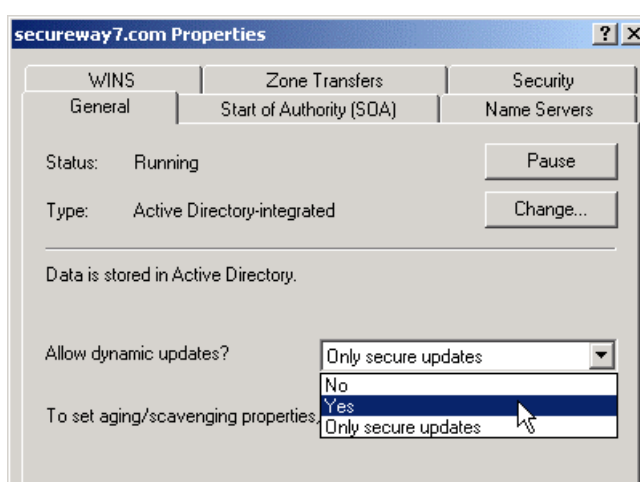 secureway7.com Properties
WINS Zone Transfers Security
General Start of Authority (SOA) Name Servers
Status: Running Pause
Type: Active Directory-integrated Change...
Data is stored in Active Directory.
Allow dynamic updates? Only secure updates
No
Yes
To set aging/scavenging properties,
Only secure updates